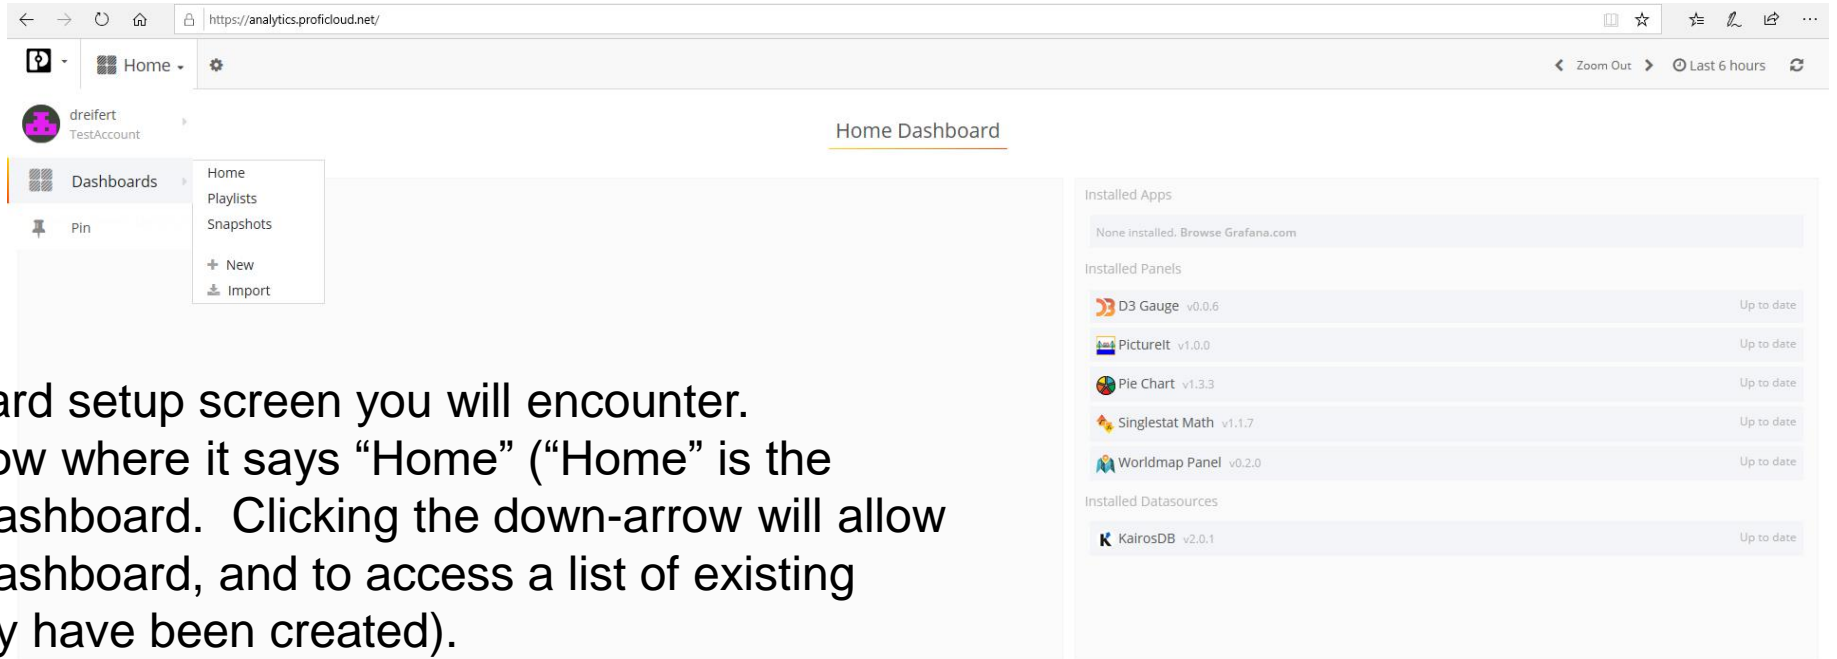 https://analytics.proficloud.net/
Home
Zoom Out
Last 6 hours
dreifert
TestAccount
Home Dashboard
Dashboards
Home
Playlists
Snapshots
New
Import
Pin
Installed Apps
None installed. Browse Grafana.com
Installed Panels
D3 Gauge v0.0.6 Up to date
PictureIt v1.0.0 Up to date
Pie Chart v1.3.3 Up to date
Singlestat Math v1.1.7 Up to date
Worldmap Panel v0.2.0 Up to date
Installed Datasources
KairosDB v2.0.1 Up to date
ard setup screen you will encounter.
ow where it says “Home” (“Home” is the
ashboard. Clicking the down-arrow will allow
ashboard, and to access a list of existing
y have been created).